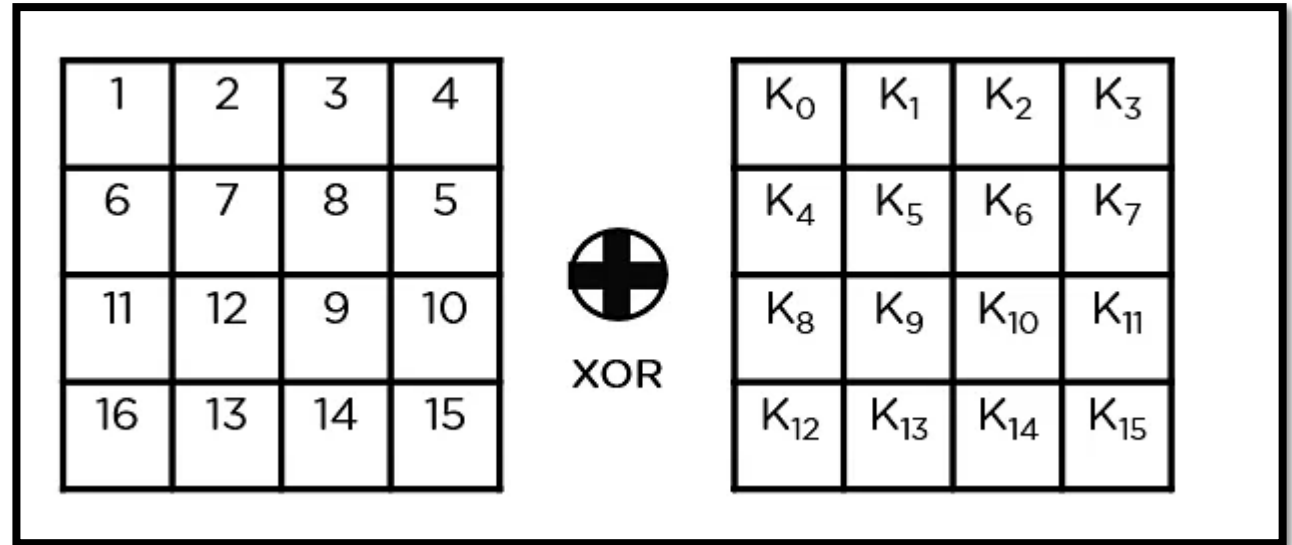 1 2 3 4 K₀ K₁ K₂ K₃
6 7 8 5 K₄ K₅ K₆ K₇
11 12 9 10 K₈ K₉ K₁₀ K₁₁
XOR
16 13 14 15 K₁₂ K₁₃ K₁₄ K₁₅